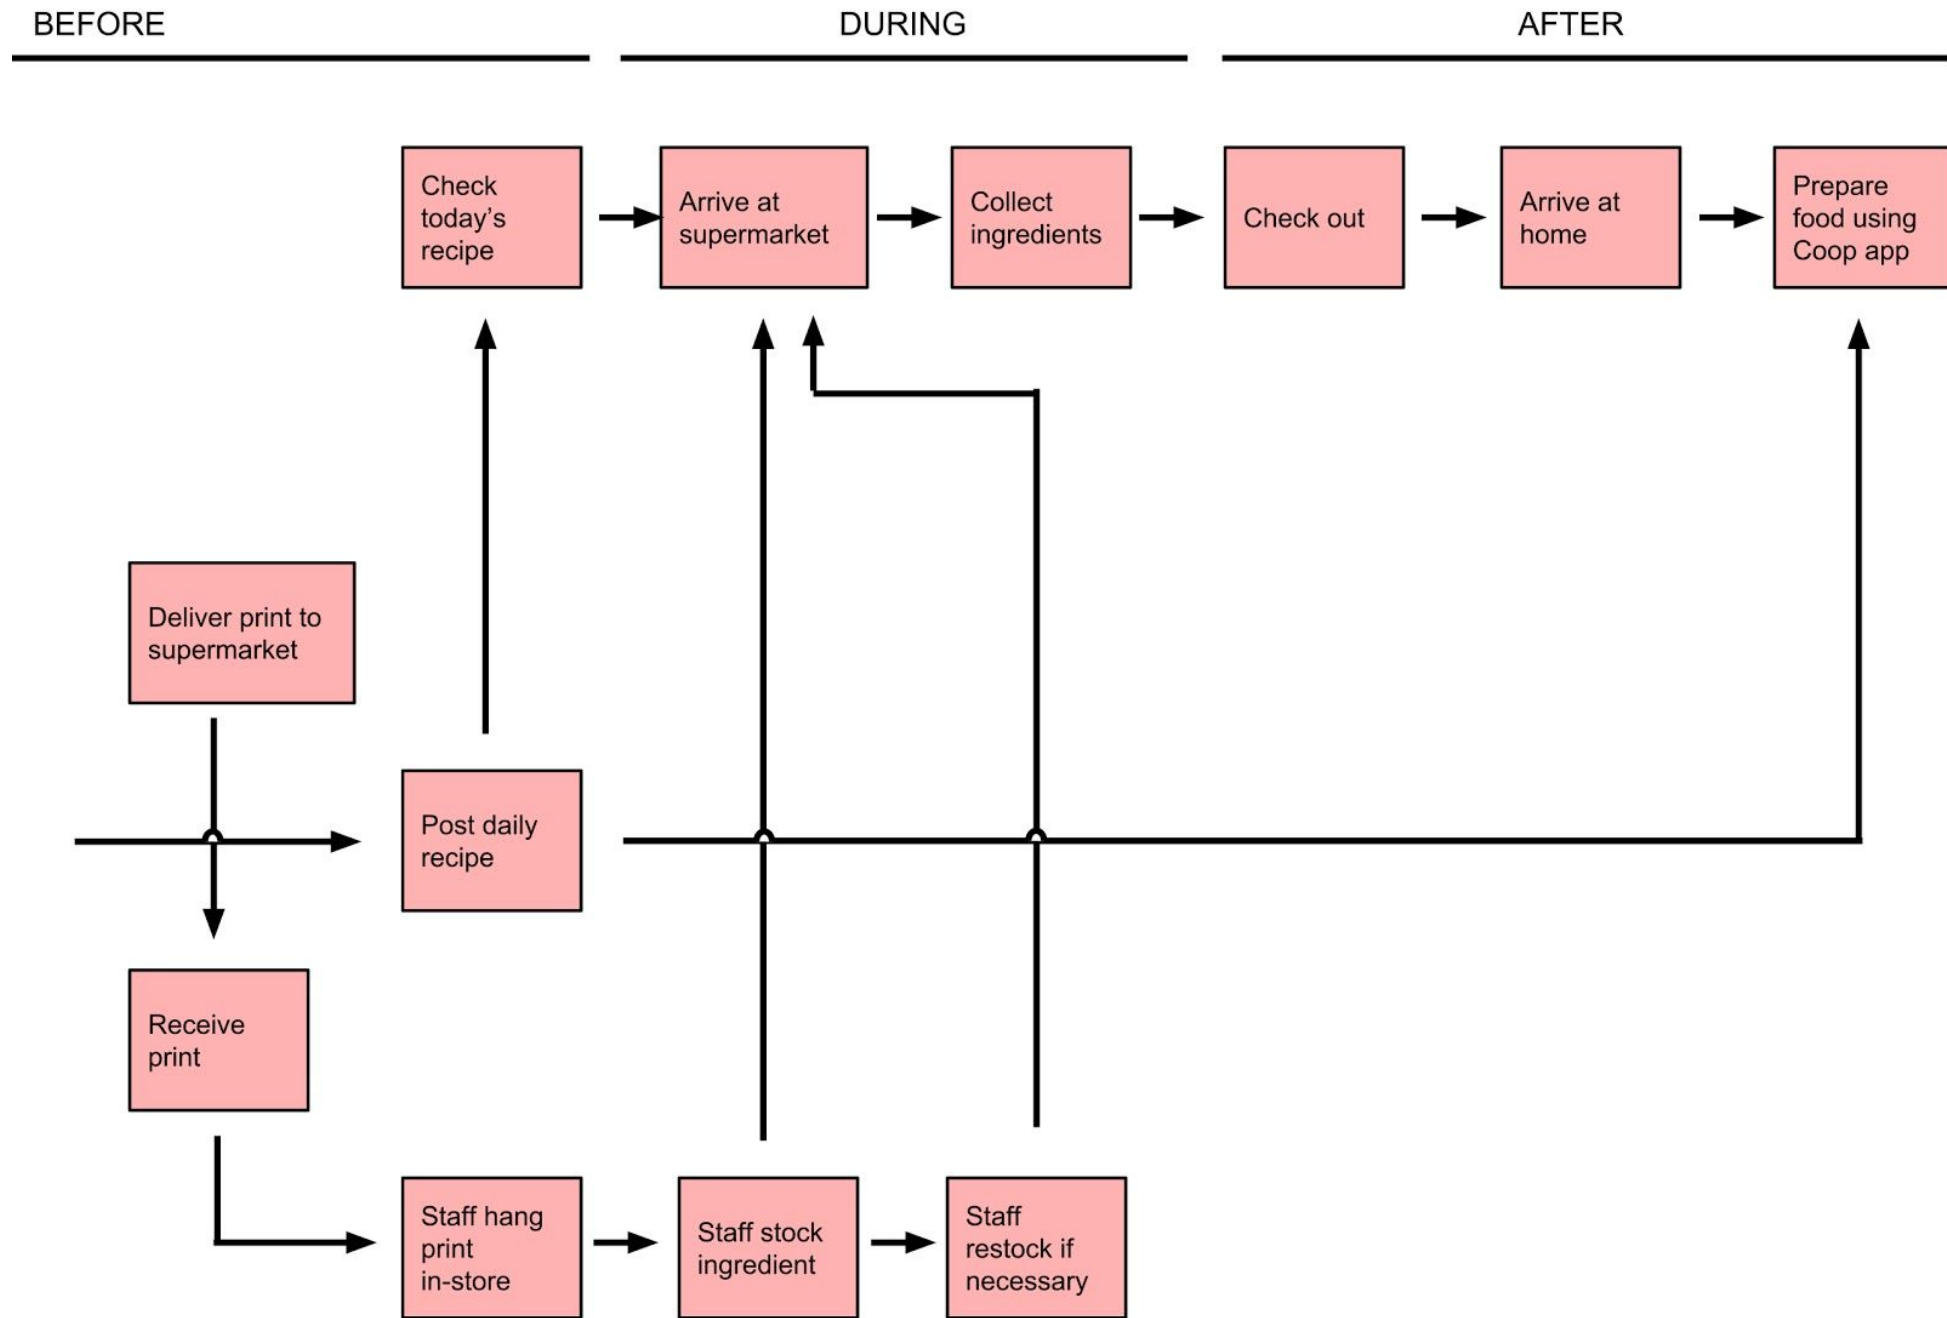 BEFORE
DURING
AFTER
Check
today’s
recipe
Arrive at
supermarket
Collect
ingredients
Check out
Arrive at
home
Prepare
food using
Coop app
Deliver print to
supermarket
Post daily
recipe
Receive
print
Staff hang
print
in-store
Staff stock
ingredient
Staff
restock if
necessary